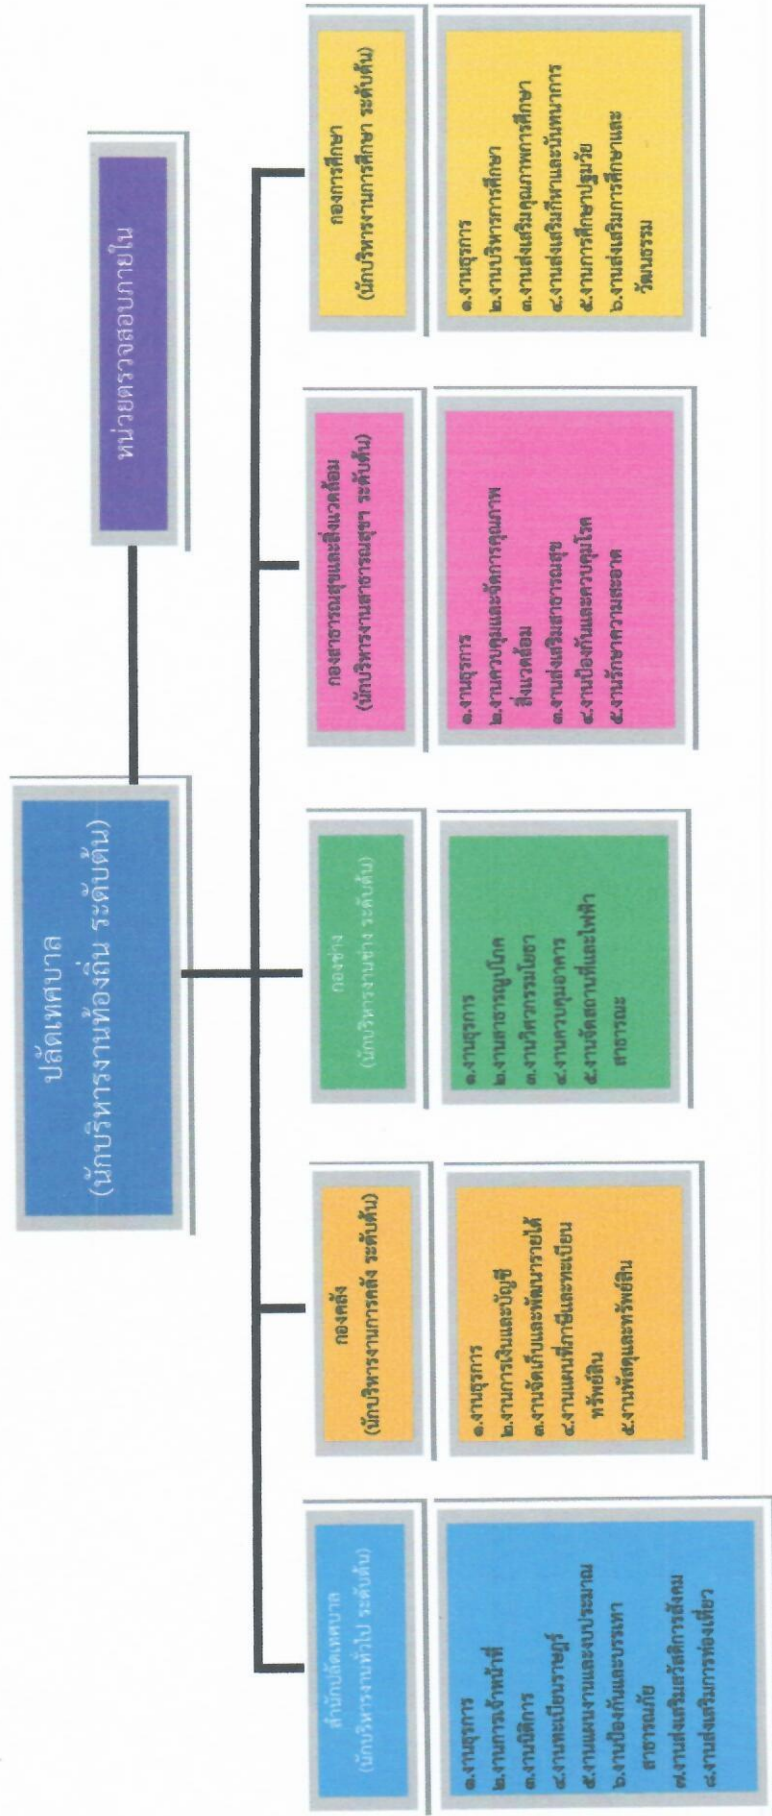 ปลัดเทศบาล
(นักบริหารงานท้องถิ่น ระดับต้น)
หน่วยตรวจสอบภายใน
สำนักปลัดเทศบาล
(นักบริหารงานทั่วไป ระดับต้น)
๑.งานธุรการ
๒.งานการเจ้าหน้าที่
๓.งานนิติการ
๔.งานทะเบียนราษฎร์
๕.งานแผนงานและงบประมาณ
๖.งานป้องกันและบรรเทา
สาธารณภัย
๗.งานส่งเสริมสวัสดิการสังคม
๘.งานส่งเสริมการท่องเที่ยว
กองคลัง
(นักบริหารงานการคลัง ระดับต้น)
๑.งานธุรการ
๒.งานการเงินและบัญชี
๓.งานจัดเก็บและพัฒนารายได้
๔.งานแผนที่ภาษีและทะเบียน
ทรัพย์สิน
๕.งานพัสดุและทรัพย์สิน
กองช่าง
(นักบริหารงานช่าง ระดับต้น)
๑.งานธุรการ
๒.งานสาธารณูปโภค
๓.งานวิศวกรรมโยธา
๔.งานควบคุมอาคาร
๕.งานจัดสถานที่และไฟฟ้า
สาธารณะ
กองสาธารณสุขและสิ่งแวดล้อม
(นักบริหารงานสาธารณสุขฯ ระดับต้น)
๑.งานธุรการ
๒.งานควบคุมและจัดการคุณภาพ
สิ่งแวดล้อม
๓.งานส่งเสริมสาธารณสุข
๔.งานป้องกันและควบคุมโรค
๕.งานรักษาความสะอาด
กองการศึกษา
(นักบริหารงานการศึกษา ระดับต้น)
๑.งานธุรการ
๒.งานบริหารการศึกษา
๓.งานส่งเสริมคุณภาพการศึกษา
๔.งานส่งเสริมกีฬาและนันทนาการ
๕.งานการศึกษาปฐมวัย
๖.งานส่งเสริมการศึกษาและ
วัฒนธรรม